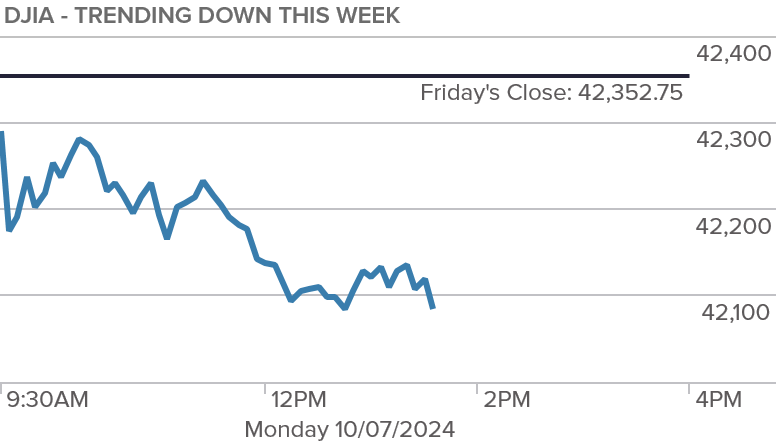 DJIA - TRENDING DOWN THIS WEEK
42,400
Friday's Close: 42,352.75
42,300
42,200
42,100
9:30AM 12PM 2PM 4PM
Monday 10/07/2024